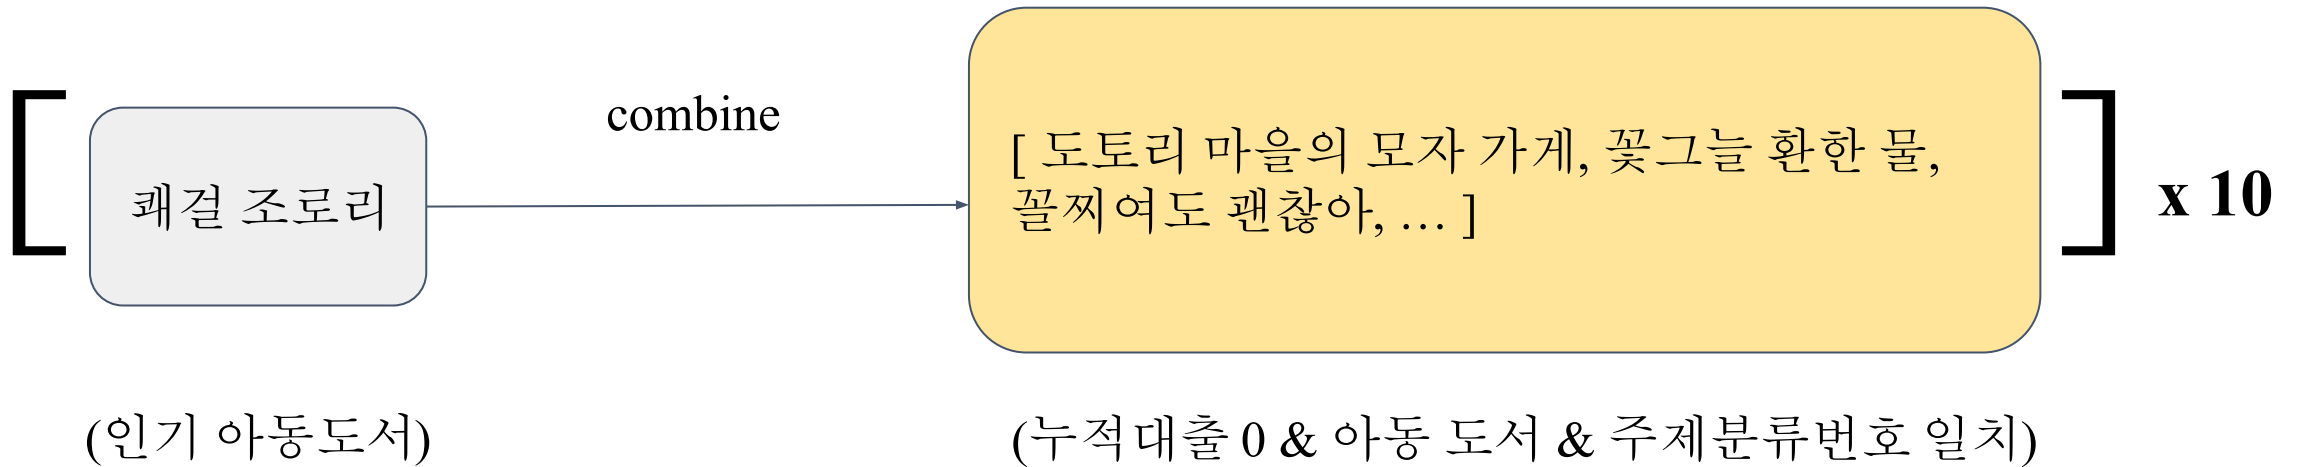 combine
쾌걸 조로리
[ 도토리 마을의 모자 가게, 꽃그늘 환한 물,
꼴찌여도 괜찮아, … ]
x 10
(인기 아동도서)
(누적대출 0 & 아동 도서 & 주제분류번호 일치)